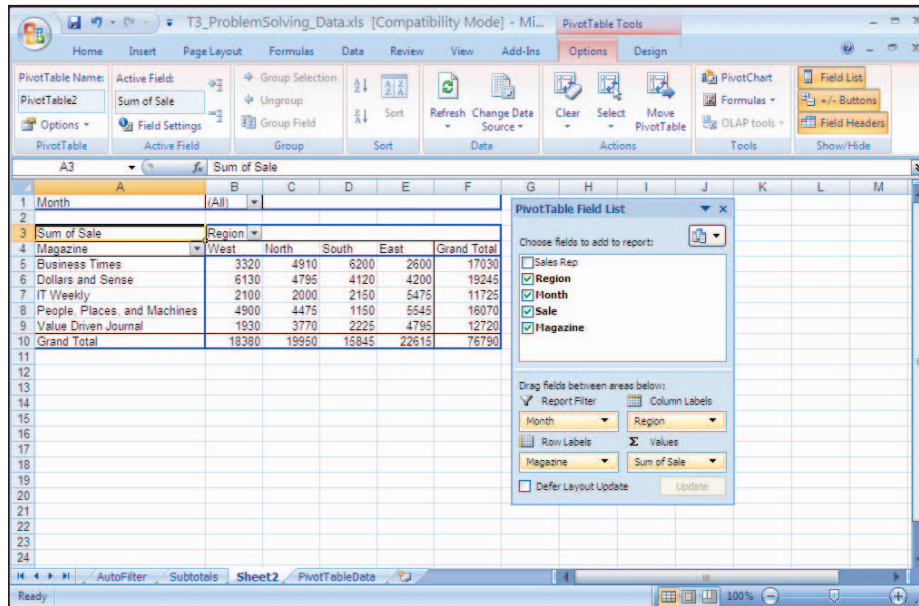 T3_ProblemSolving_Data.xls [Compatibility Mode] - Mi... PivotTable Tools
Home Insert Page Layout Formulas Data Review View Add-Ins Options Design
PivotTable Name: Active Field: Group Selection PivotChart Field List
PivotTable2 Sum of Sale Ungroup Sort Refresh Change Data Source Clear Select Move PivotTable Formulas +/- Buttons
Options Field Settings Group Field OLAP tools Field Headers
PivotTable Active Field Group Sort Data Actions Tools Show/Hide
A3 fx Sum of Sale
A B C D E F G H I J K L M
1 Month (All)
2
3 Sum of Sale Region
4 Magazine West North South East Grand Total
5 Business Times 3320 4910 6200 2600 17030
6 Dollars and Sense 6130 4795 4120 4200 19245
7 IT Weekly 2100 2000 2150 5475 11725
8 People, Places, and Machines 4900 4475 1150 5545 16070
9 Value Driven Journal 1930 3770 2225 4795 12720
10 Grand Total 18380 19950 15845 22615 76790
11
12
13
14
15
16
17
18
19
20
21
22
23
24
PivotTable Field List
Choose fields to add to report:
Sales Rep
Region
Month
Sale
Magazine
Drag fields between areas below:
Report Filter Column Labels
Month Region
Row Labels Σ Values
Magazine Sum of Sale
Defer Layout Update Update
AutoFilter Subtotals Sheet2 PivotTableData
Ready 100%